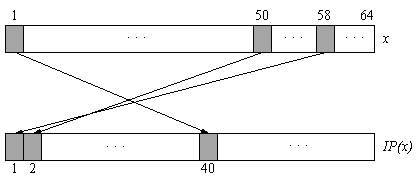 1 50 58 64
. . . . . . . . . x
. . . . . . IP(x)
1 2 40